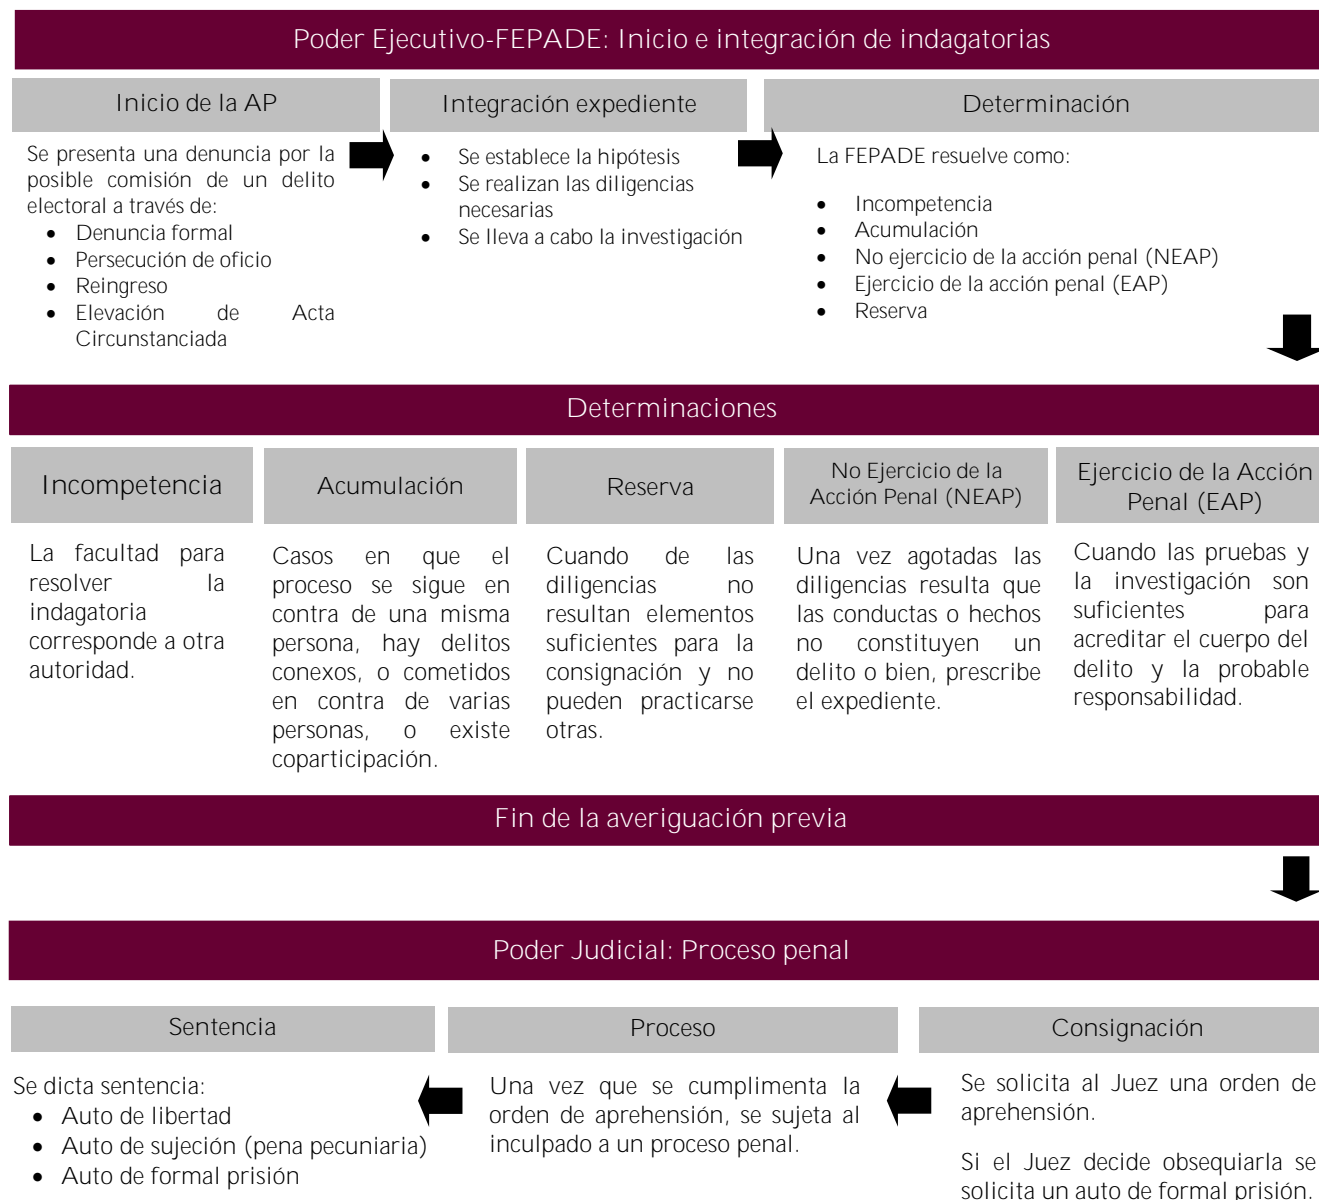 Poder Ejecutivo-FEPADE: Inicio e integración de indagatorias
Inicio de la AP
Se presenta una denuncia por la
posible comisión de un delito
electoral a través de:
• Denuncia formal
• Persecución de oficio
• Reingreso
• Elevación de Acta
Circunstanciada
Integración expediente
• Se establece la hipótesis
• Se realizan las diligencias
necesarias
• Se lleva a cabo la investigación
Determinación
La FEPADE resuelve como:
• Incompetencia
• Acumulación
• No ejercicio de la acción penal (NEAP)
• Ejercicio de la acción penal (EAP)
• Reserva
Determinaciones
Incompetencia
La facultad para
resolver la
indagatoria
corresponde a otra
autoridad.
Acumulación
Casos en que el
proceso se sigue en
contra de una misma
persona, hay delitos
conexos, o cometidos
en contra de varias
personas, o existe
coparticipación.
Reserva
Cuando de las
diligencias no
resultan elementos
suficientes para la
consignación y no
pueden practicarse
otras.
No Ejercicio de la
Acción Penal (NEAP)
Una vez agotadas las
diligencias resulta que
las conductas o hechos
no constituyen un
delito o bien, prescribe
el expediente.
Ejercicio de la Acción
Penal (EAP)
Cuando las pruebas y
la investigación son
suficientes para
acreditar el cuerpo del
delito y la probable
responsabilidad.
Fin de la averiguación previa
Poder Judicial: Proceso penal
Sentencia
Se dicta sentencia:
• Auto de libertad
• Auto de sujeción (pena pecuniaria)
• Auto de formal prisión
Proceso
Una vez que se cumplimenta la
orden de aprehensión, se sujeta al
inculpado a un proceso penal.
Consignación
Se solicita al Juez una orden de
aprehensión.
Si el Juez decide obsequiarla se
solicita un auto de formal prisión.